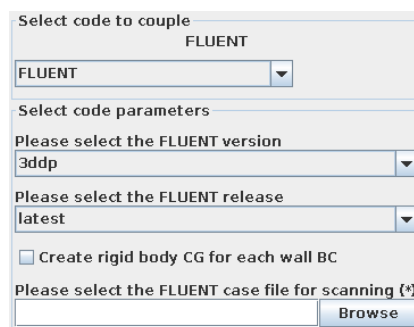 Select code to couple
FLUENT
FLUENT
Select code parameters
Please select the FLUENT version
3ddp
Please select the FLUENT release
latest
Create rigid body CG for each wall BC
Please select the FLUENT case file for scanning (*)
Browse